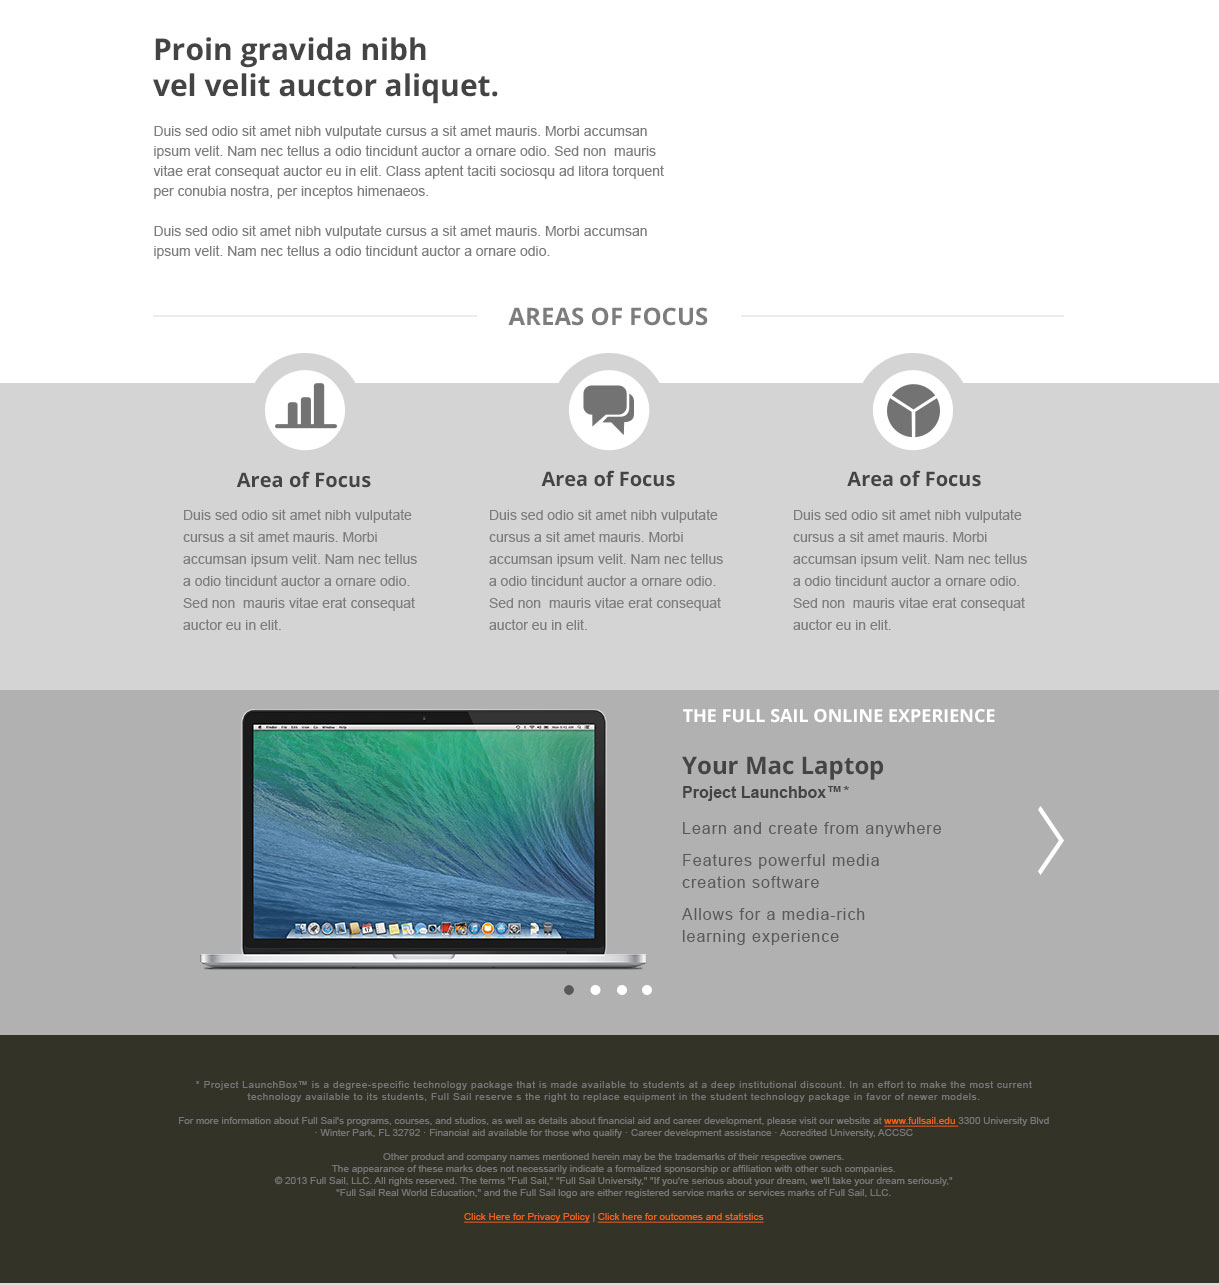 Proin gravida nibh
vel velit auctor aliquet.
Duis sed odio sit amet nibh vulputate cursus a sit amet mauris. Morbi accumsan
ipsum velit. Nam nec tellus a odio tincidunt auctor a ornare odio. Sed non  mauris
vitae erat consequat auctor eu in elit. Class aptent taciti sociosqu ad litora torquent
per conubia nostra, per inceptos himenaeos.
Duis sed odio sit amet nibh vulputate cursus a sit amet mauris. Morbi accumsan
ipsum velit. Nam nec tellus a odio tincidunt auctor a ornare odio.
AREAS OF FOCUS
Area of Focus
Duis sed odio sit amet nibh vulputate
cursus a sit amet mauris. Morbi
accumsan ipsum velit. Nam nec tellus
a odio tincidunt auctor a ornare odio.
Sed non  mauris vitae erat consequat
auctor eu in elit.
Area of Focus
Duis sed odio sit amet nibh vulputate
cursus a sit amet mauris. Morbi
accumsan ipsum velit. Nam nec tellus
a odio tincidunt auctor a ornare odio.
Sed non  mauris vitae erat consequat
auctor eu in elit.
Area of Focus
Duis sed odio sit amet nibh vulputate
cursus a sit amet mauris. Morbi
accumsan ipsum velit. Nam nec tellus
a odio tincidunt auctor a ornare odio.
Sed non  mauris vitae erat consequat
auctor eu in elit.
THE FULL SAIL ONLINE EXPERIENCE
Your Mac Laptop
Project Launchbox™*
Learn and create from anywhere
Features powerful media
creation software
Allows for a media-rich
learning experience
* Project LaunchBox™ is a degree-specific technology package that is made available to students at a deep institutional discount. In an effort to make the most current
technology available to its students, Full Sail reserve s the right to replace equipment in the student technology package in favor of newer models.
For more information about Full Sail's programs, courses, and studios, as well as details about financial aid and career development, please visit our website at www.fullsail.edu 3300 University Blvd
· Winter Park, FL 32792 · Financial aid available for those who qualify · Career development assistance · Accredited University, ACCSC
Other product and company names mentioned herein may be the trademarks of their respective owners.
The appearance of these marks does not necessarily indicate a formalized sponsorship or affiliation with other such companies.
© 2013 Full Sail, LLC. All rights reserved. The terms "Full Sail," "Full Sail University," "If you're serious about your dream, we'll take your dream seriously,"
"Full Sail Real World Education," and the Full Sail logo are either registered service marks or services marks of Full Sail, LLC.
Click Here for Privacy Policy | Click here for outcomes and statistics